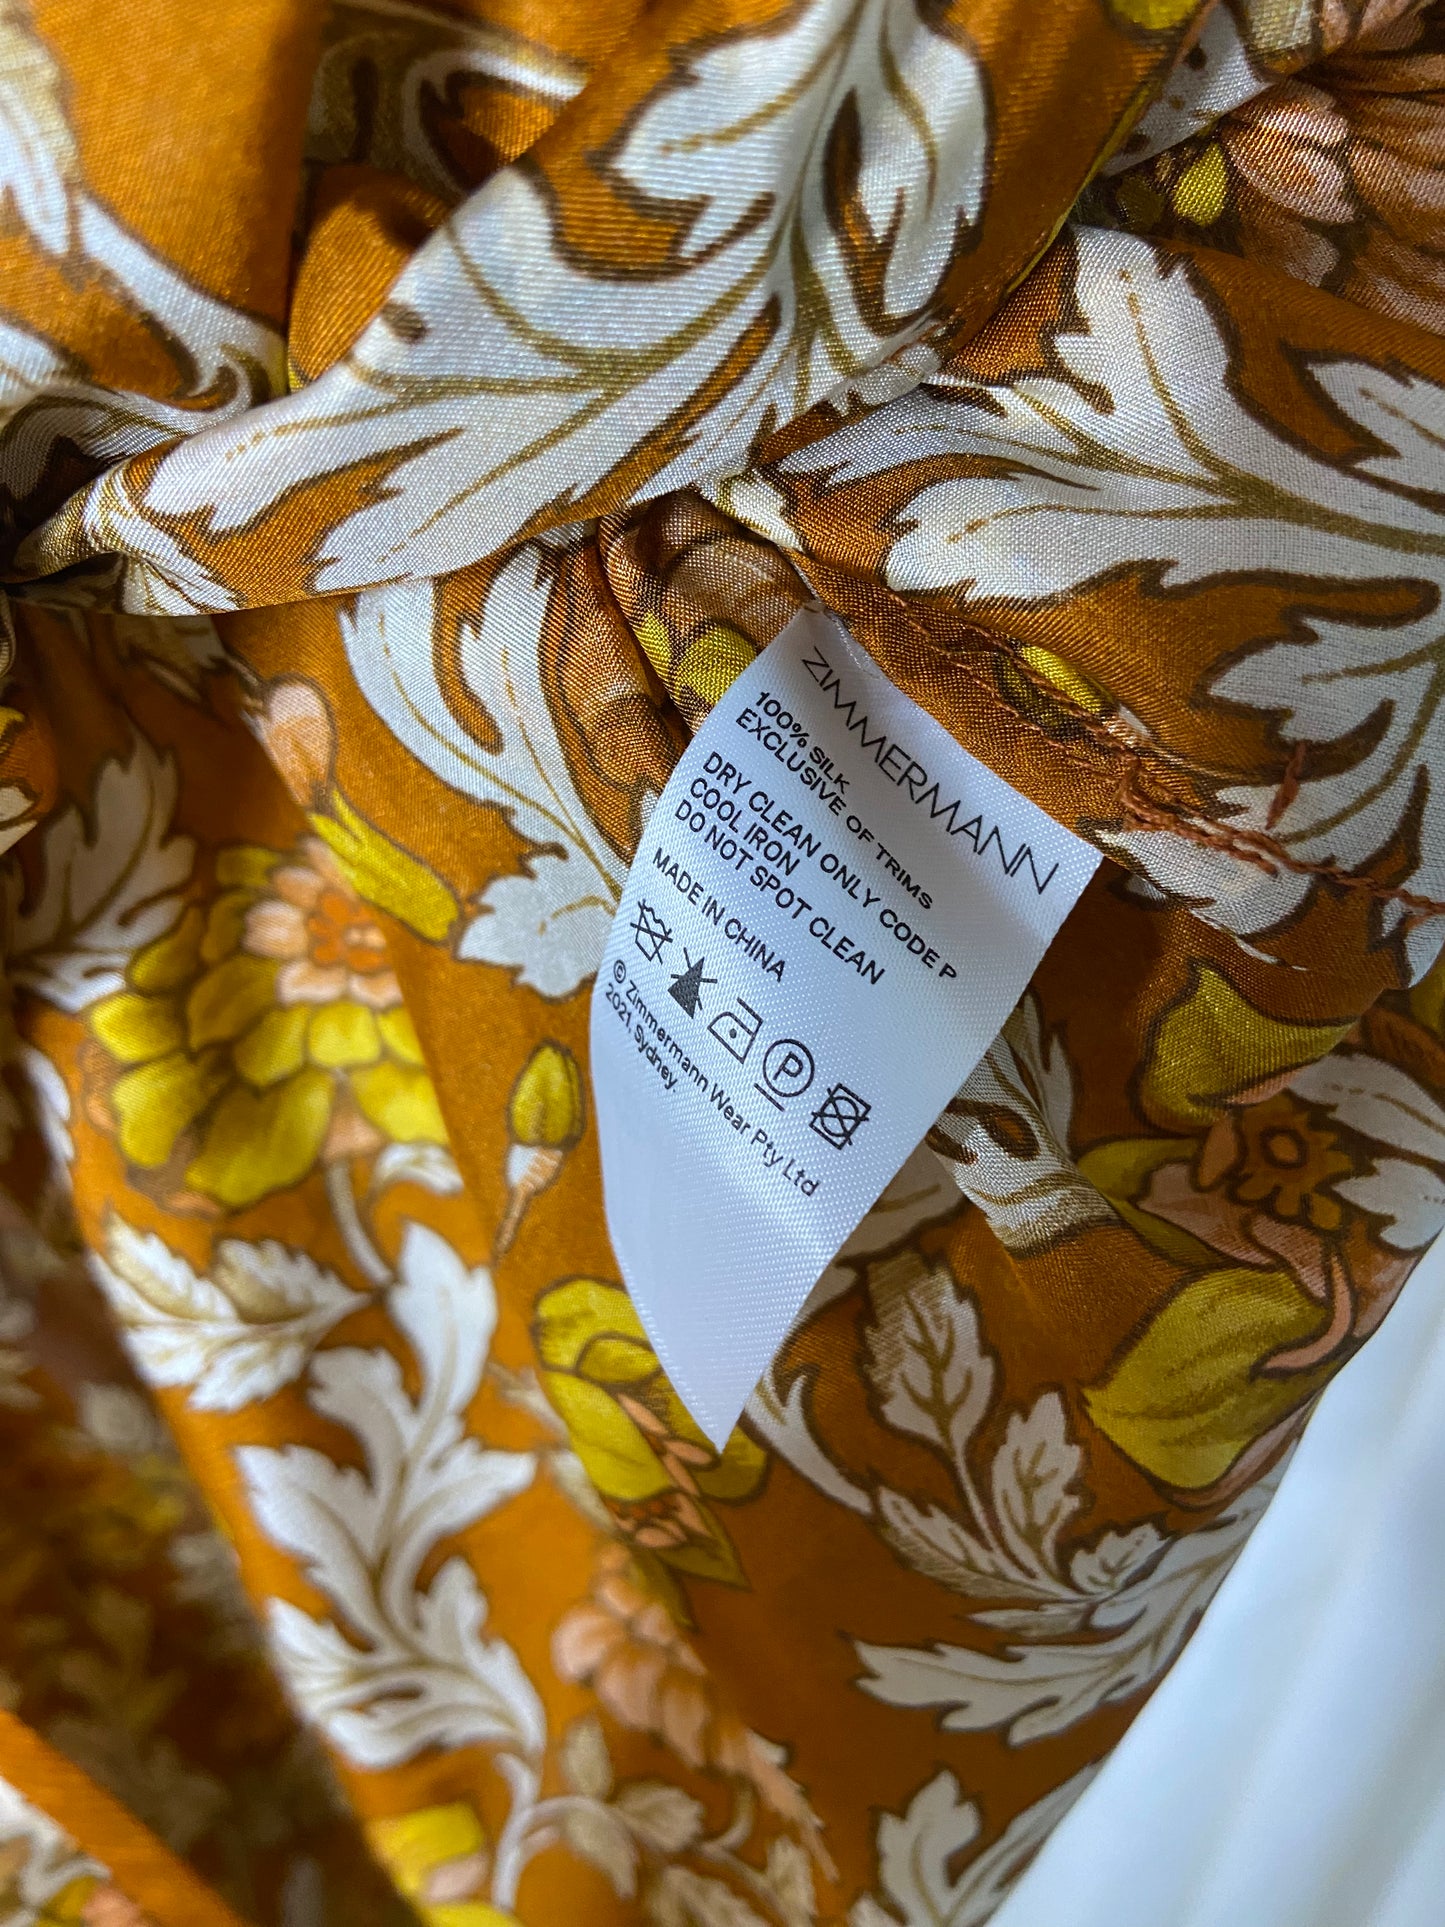 ZIMMERMANN
100% SILK
EXCLUSIVE OF TRIMS
DRY CLEAN ONLY CODE P
COOL IRON
DO NOT SPOT CLEAN
MADE IN CHINA
P
© Zimmermann Wear Pty Ltd
2021, Sydney